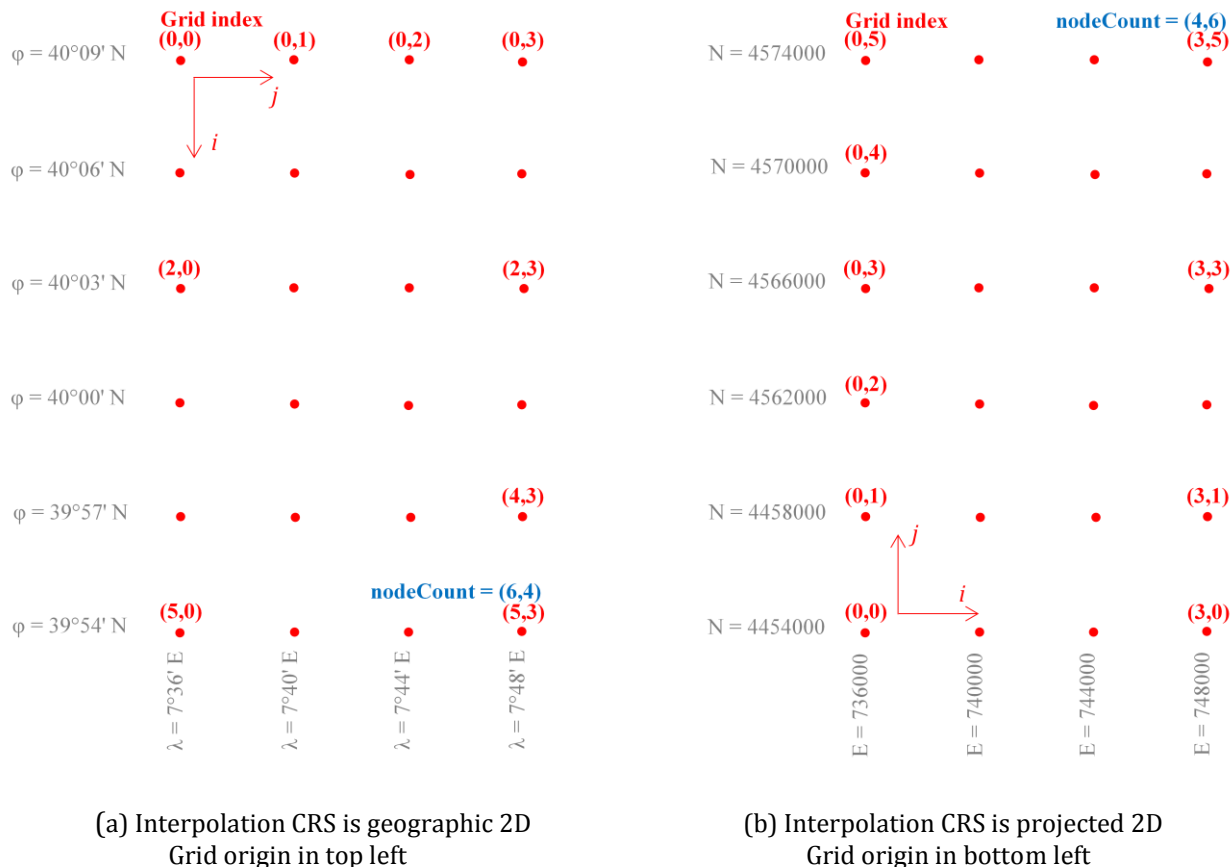 Grid index
(0,0) (0,1) (0,2) (0,3)
φ = 40°09' N
j
i
φ = 40°06' N
(2,0) (2,3)
φ = 40°03' N
φ = 40°00' N
(4,3)
φ = 39°57' N
nodeCount = (6,4)
(5,0) (5,3)
φ = 39°54' N
λ = 7°36' E
λ = 7°40' E
λ = 7°44' E
λ = 7°48' E
(a) Interpolation CRS is geographic 2D
Grid origin in top left
Grid index nodeCount = (4,6)
(0,5) (3,5)
N = 4574000
(0,4)
N = 4570000
(0,3) (3,3)
N = 4566000
(0,2)
N = 4562000
(0,1) (3,1)
N = 4458000
j
i
(0,0) (3,0)
N = 4454000
E = 736000
E = 740000
E = 744000
E = 748000
(b) Interpolation CRS is projected 2D
Grid origin in bottom left